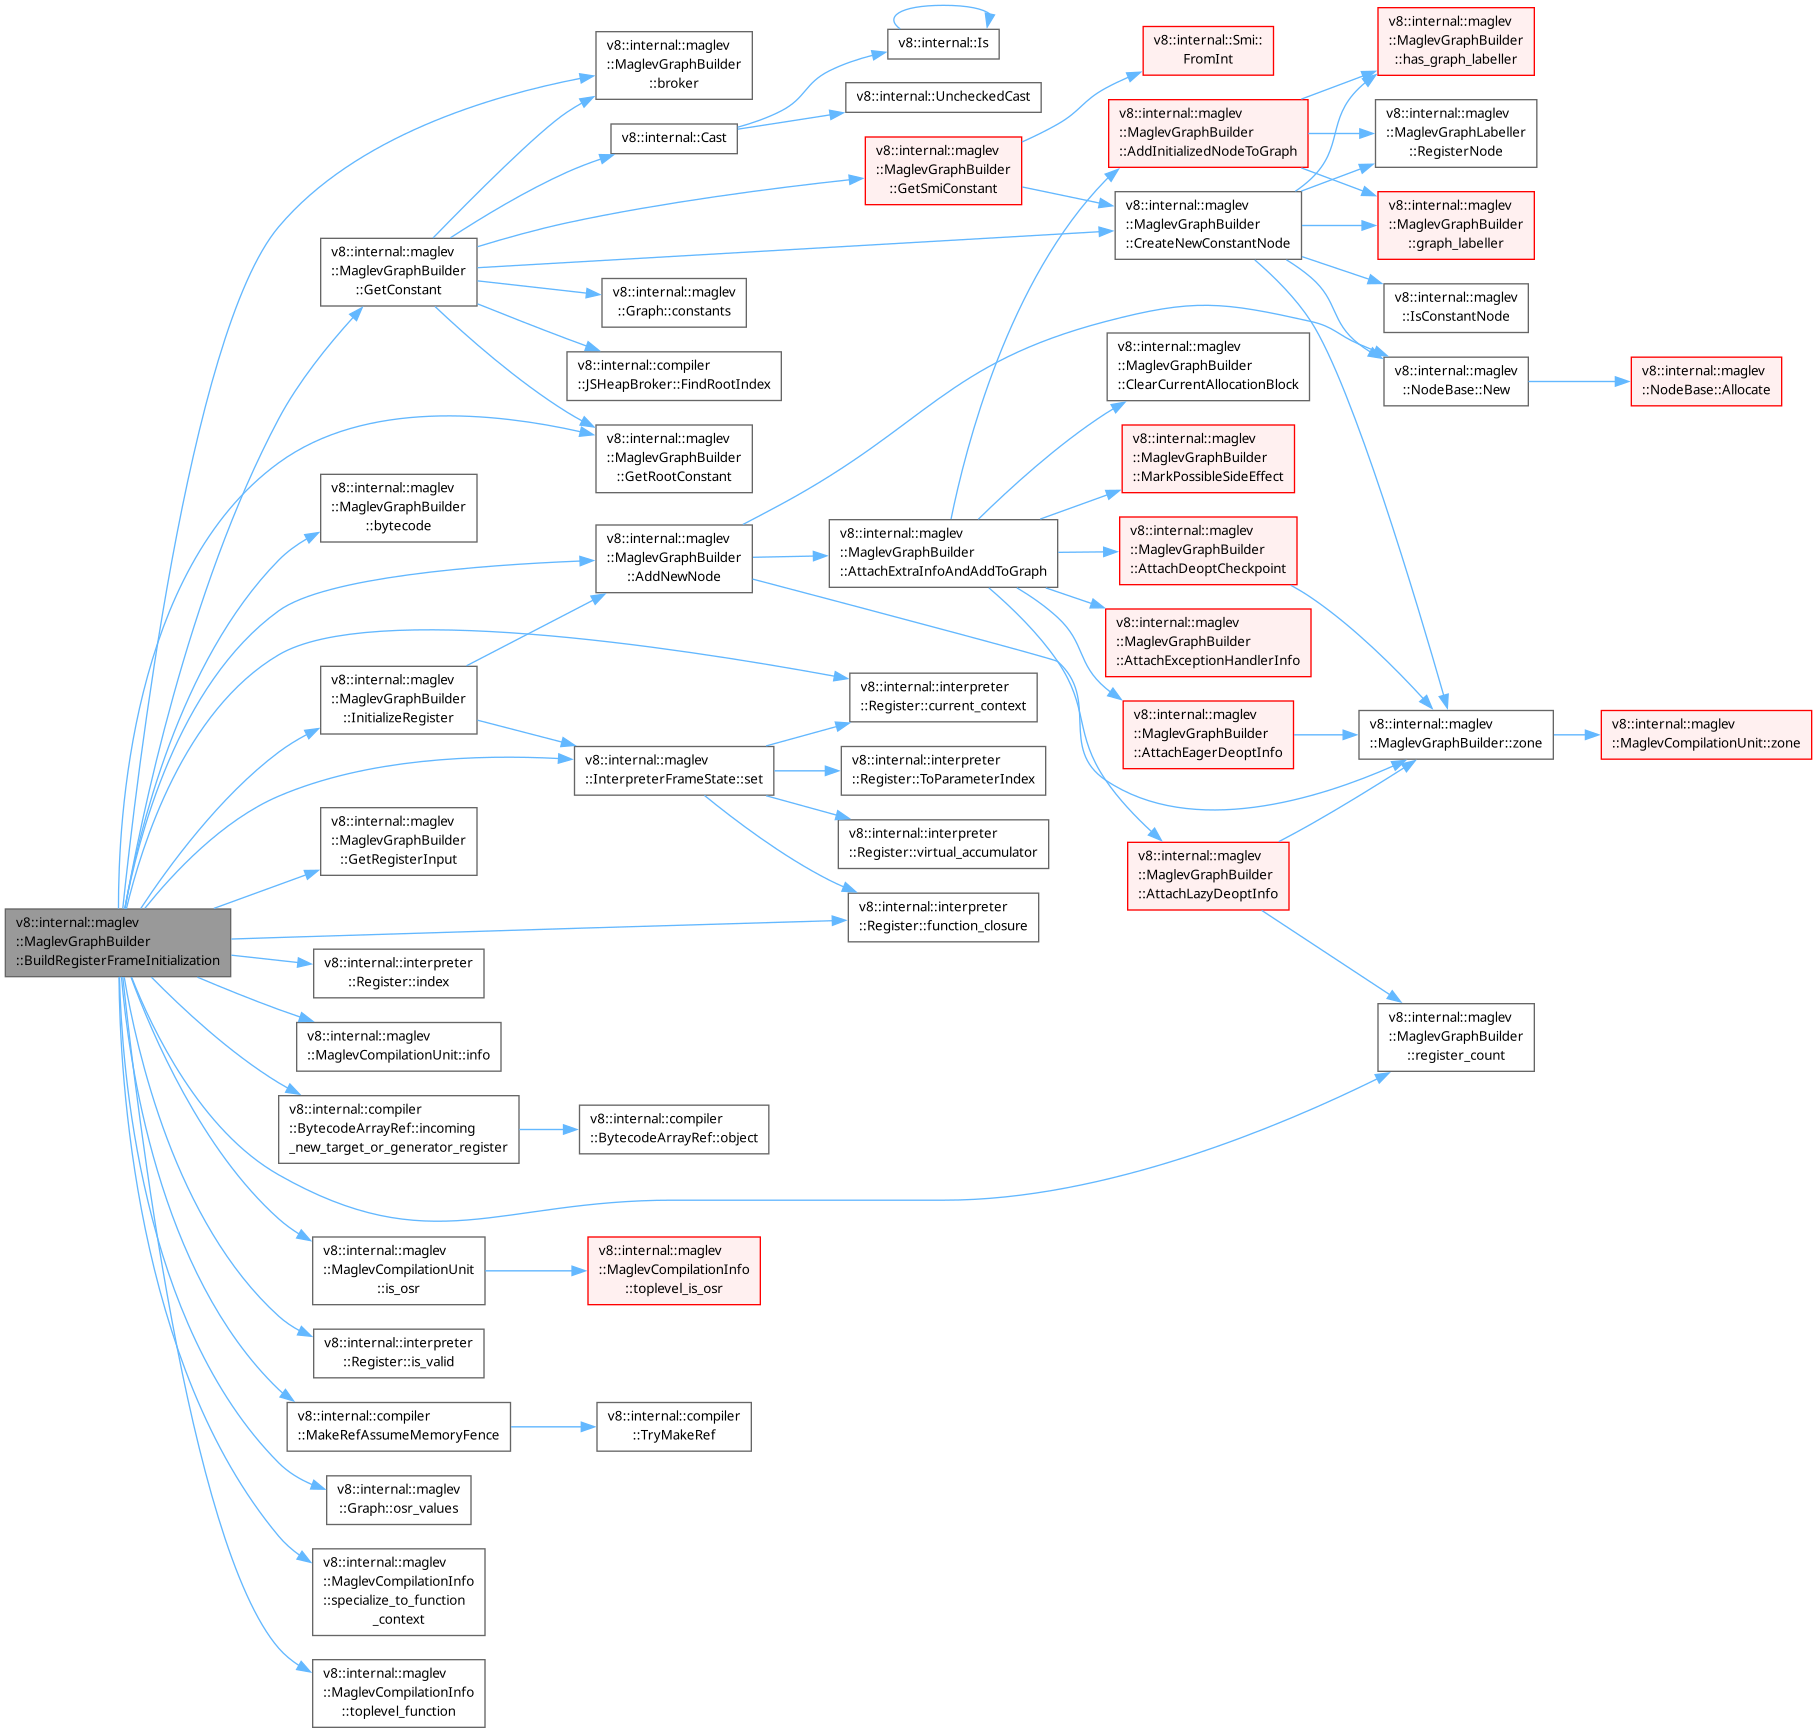 v8::internal::maglev
::MaglevGraphBuilder
::BuildRegisterFrameInitialization
v8::internal::maglev
::MaglevGraphBuilder
::broker
v8::internal::maglev
::MaglevGraphBuilder
::GetConstant
v8::internal::Cast
v8::internal::Is
v8::internal::UncheckedCast
v8::internal::maglev
::MaglevGraphBuilder
::GetSmiConstant
v8::internal::Smi::
FromInt
v8::internal::maglev
::MaglevGraphBuilder
::AddInitializedNodeToGraph
v8::internal::maglev
::MaglevGraphBuilder
::CreateNewConstantNode
v8::internal::maglev
::MaglevGraphBuilder
::has_graph_labeller
v8::internal::maglev
::MaglevGraphLabeller
::RegisterNode
v8::internal::maglev
::MaglevGraphBuilder
::graph_labeller
v8::internal::maglev
::IsConstantNode
v8::internal::maglev
::NodeBase::New
v8::internal::maglev
::NodeBase::Allocate
v8::internal::maglev
::Graph::constants
v8::internal::compiler
::JSHeapBroker::FindRootIndex
v8::internal::maglev
::MaglevGraphBuilder
::GetRootConstant
v8::internal::maglev
::MaglevGraphBuilder
::bytecode
v8::internal::maglev
::MaglevGraphBuilder
::AddNewNode
v8::internal::maglev
::MaglevGraphBuilder
::AttachExtraInfoAndAddToGraph
v8::internal::maglev
::MaglevGraphBuilder
::ClearCurrentAllocationBlock
v8::internal::maglev
::MaglevGraphBuilder
::MarkPossibleSideEffect
v8::internal::maglev
::MaglevGraphBuilder
::AttachDeoptCheckpoint
v8::internal::maglev
::MaglevGraphBuilder
::AttachExceptionHandlerInfo
v8::internal::maglev
::MaglevGraphBuilder
::AttachEagerDeoptInfo
v8::internal::maglev
::MaglevGraphBuilder::zone
v8::internal::maglev
::MaglevCompilationUnit::zone
v8::internal::maglev
::MaglevGraphBuilder
::AttachLazyDeoptInfo
v8::internal::maglev
::MaglevGraphBuilder
::register_count
v8::internal::maglev
::MaglevGraphBuilder
::InitializeRegister
v8::internal::maglev
::InterpreterFrameState::set
v8::internal::interpreter
::Register::current_context
v8::internal::interpreter
::Register::ToParameterIndex
v8::internal::interpreter
::Register::virtual_accumulator
v8::internal::interpreter
::Register::function_closure
v8::internal::maglev
::MaglevGraphBuilder
::GetRegisterInput
v8::internal::interpreter
::Register::index
v8::internal::maglev
::MaglevCompilationUnit::info
v8::internal::compiler
::BytecodeArrayRef::incoming
_new_target_or_generator_register
v8::internal::compiler
::BytecodeArrayRef::object
v8::internal::maglev
::MaglevCompilationUnit
::is_osr
v8::internal::maglev
::MaglevCompilationInfo
::toplevel_is_osr
v8::internal::interpreter
::Register::is_valid
v8::internal::compiler
::MakeRefAssumeMemoryFence
v8::internal::compiler
::TryMakeRef
v8::internal::maglev
::Graph::osr_values
v8::internal::maglev
::MaglevCompilationInfo
::specialize_to_function
_context
v8::internal::maglev
::MaglevCompilationInfo
::toplevel_function